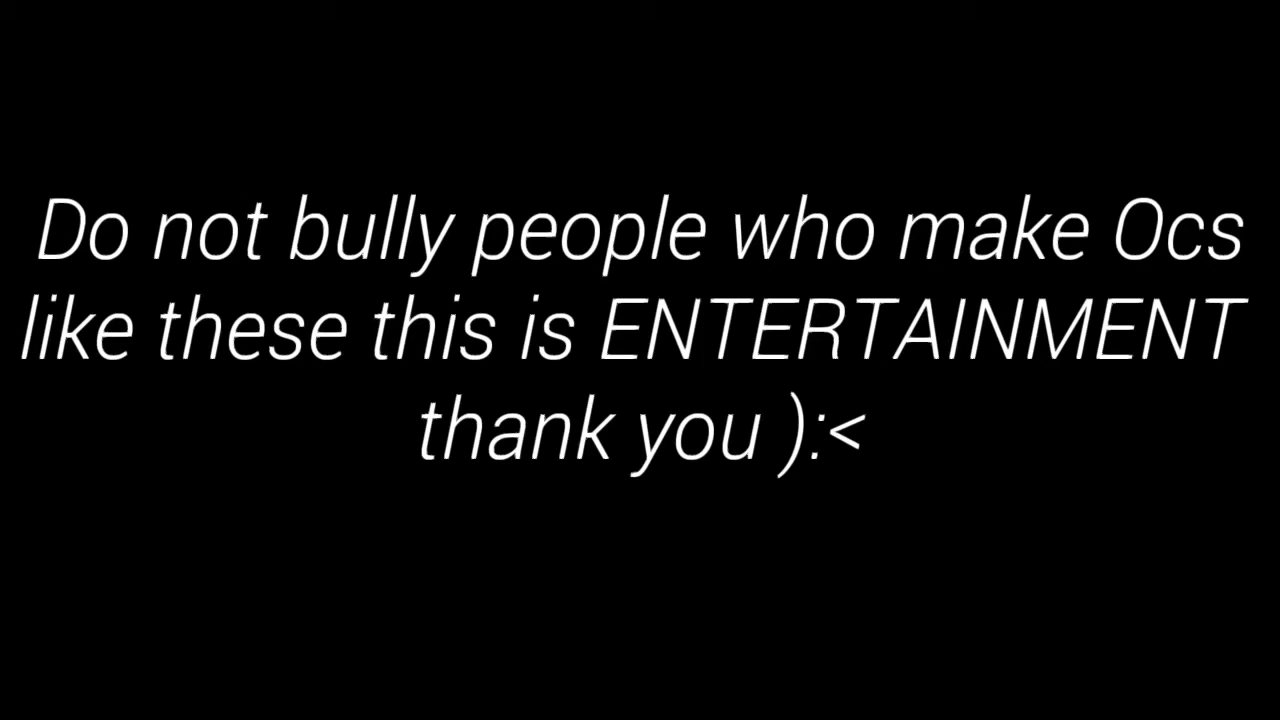 Do not bully people who make Ocs
like these this is ENTERTAINMENT
thank you ):<